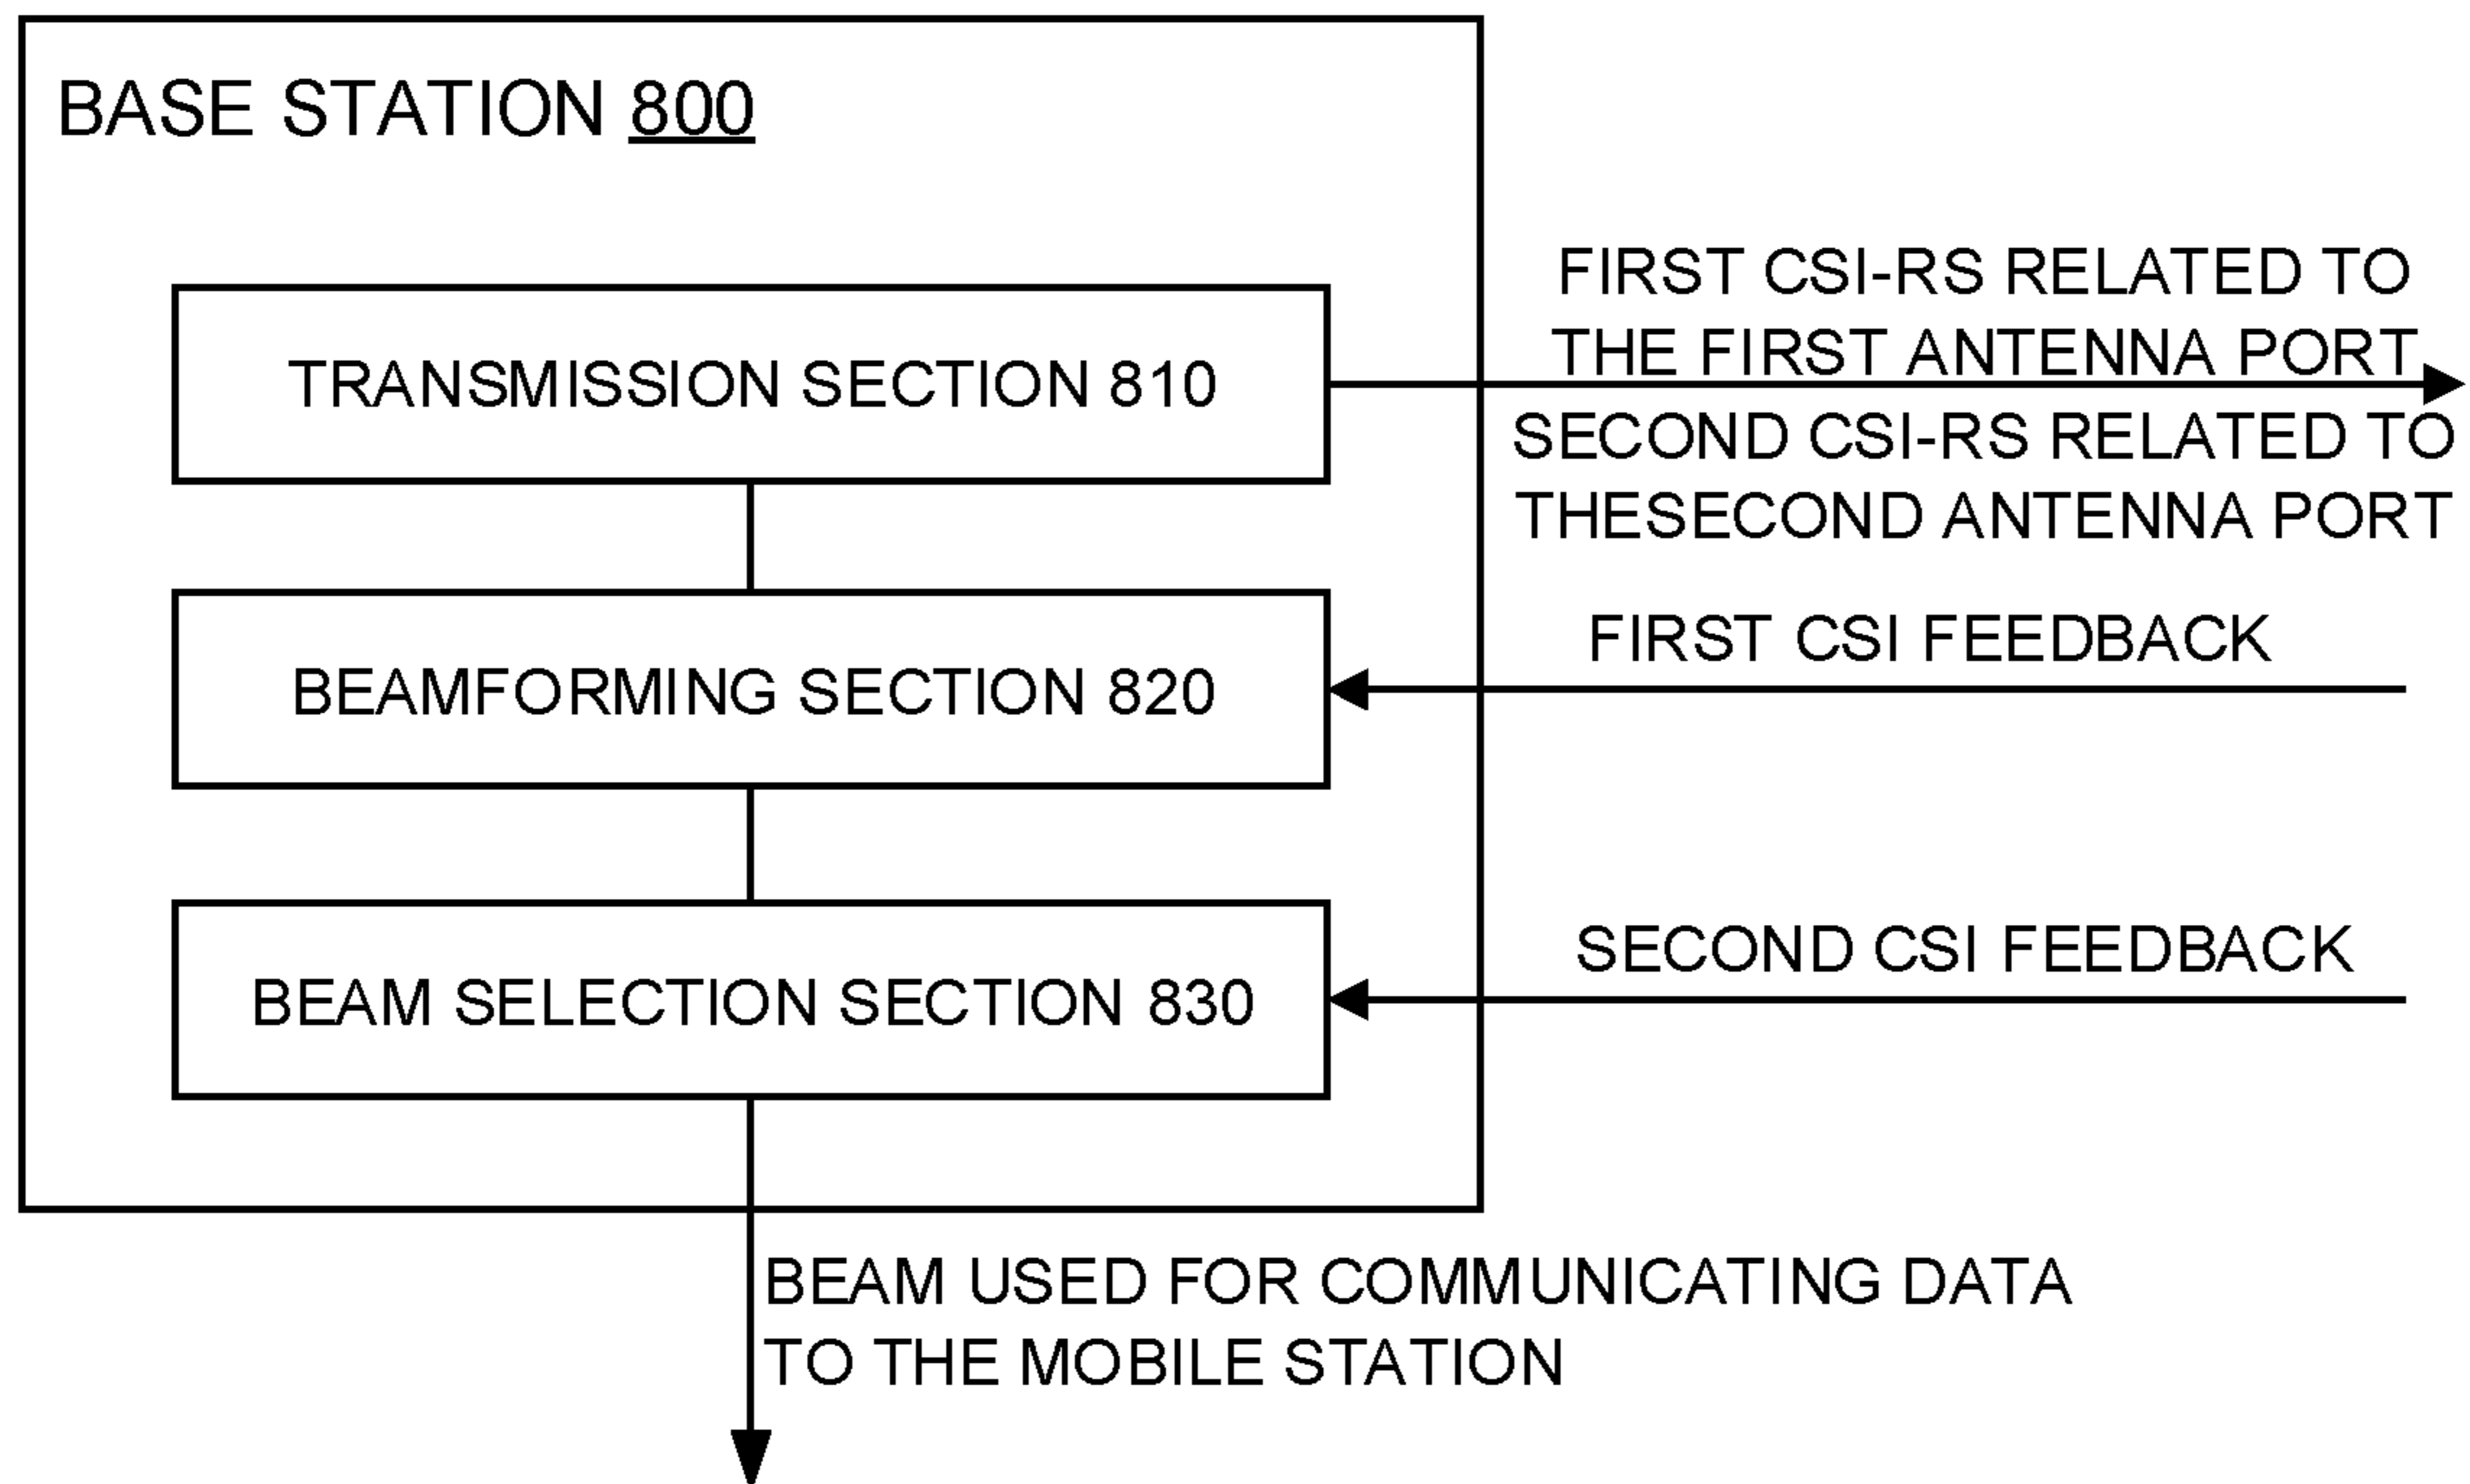 BASE STATION 800
FIRST CSI-RS RELATED TO
THE FIRST ANTENNA PORT
TRANSMISSION SECTION 810
SECOND CSI-RS RELATED TO
THESECOND ANTENNA PORT
FIRST CSI FEEDBACK
BEAMFORMING SECTION 820
SECOND CSI FEEDBACK
BEAM SELECTION SECTION 830
BEAM USED FOR COMMUNICATING DATA
TO THE MOBILE STATION